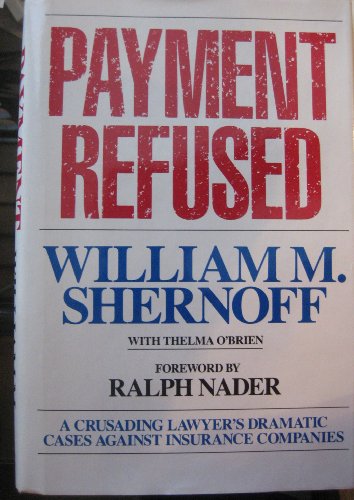 PAYMENT
REFUSED
WILLIAM M.
SHERNOFF
WITH THELMA O'BRIEN
FOREWORD BY
RALPH NADER
A CRUSADING LAWYER'S DRAMATIC
CASES AGAINST INSURANCE COMPANIES